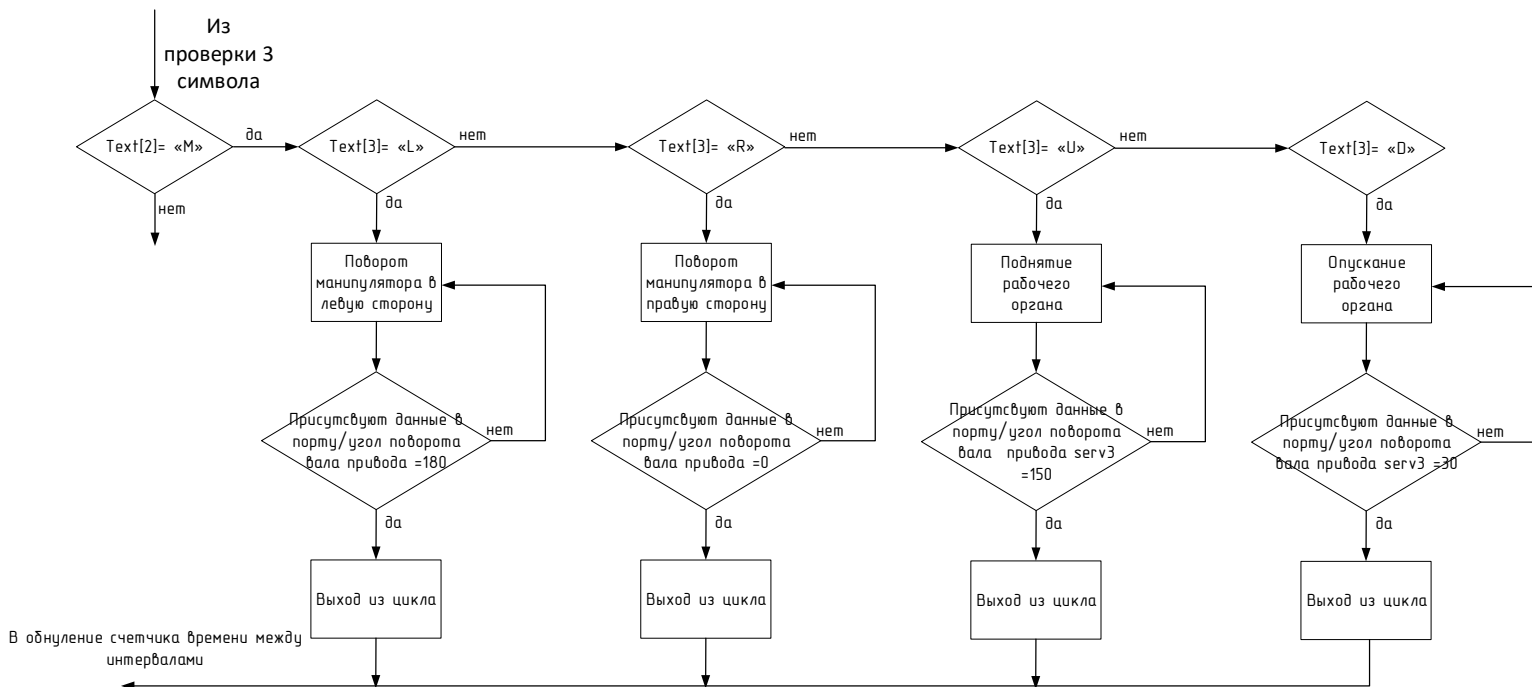 Из
проверки 3
символа
Text[2]= «M»
да
нет
Text[3]= «L»
нет
да
Text[3]= «R»
нет
да
Text[3]= «U»
нет
да
Text[3]= «D»
да
Поворот
манипулятора в
левую сторону
Поворот
манипулятора в
правую сторону
Поднятие
рабочего
органа
Опускание
рабочего
органа
Присутсвуют данные в
порту/угол поворота
вала привода =180
нет
да
Присутсвуют данные в
порту/угол поворота
вала привода =0
нет
да
Присутсвуют данные в
порту/угол поворота
вала привода serv3
=150
нет
да
Присутсвуют данные в
порту/угол поворота
вала привода serv3 =30
нет
да
Выход из цикла
Выход из цикла
Выход из цикла
Выход из цикла
В обнуление счетчика времени между
интервалами